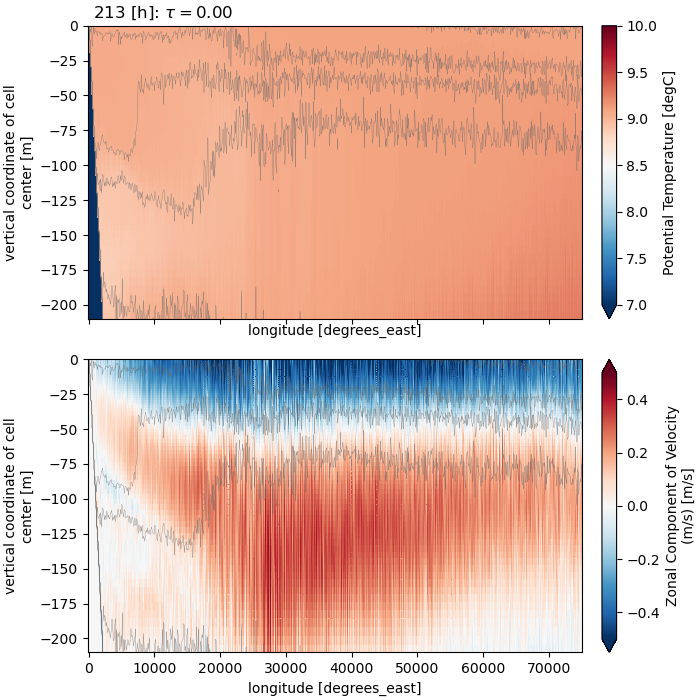 213 [h]: τ = 0.00
0
−25
−50
−75
−100
−125
−150
−175
−200
vertical coordinate of cell
center [m]
longitude [degrees_east]
10.0
9.5
9.0
8.5
8.0
7.5
7.0
Potential Temperature [degC]
0
−25
−50
−75
−100
−125
−150
−175
−200
vertical coordinate of cell
center [m]
0 10000 20000 30000 40000 50000 60000 70000
longitude [degrees_east]
0.4
0.2
0.0
−0.2
−0.4
Zonal Component of Velocity
(m/s) [m/s]